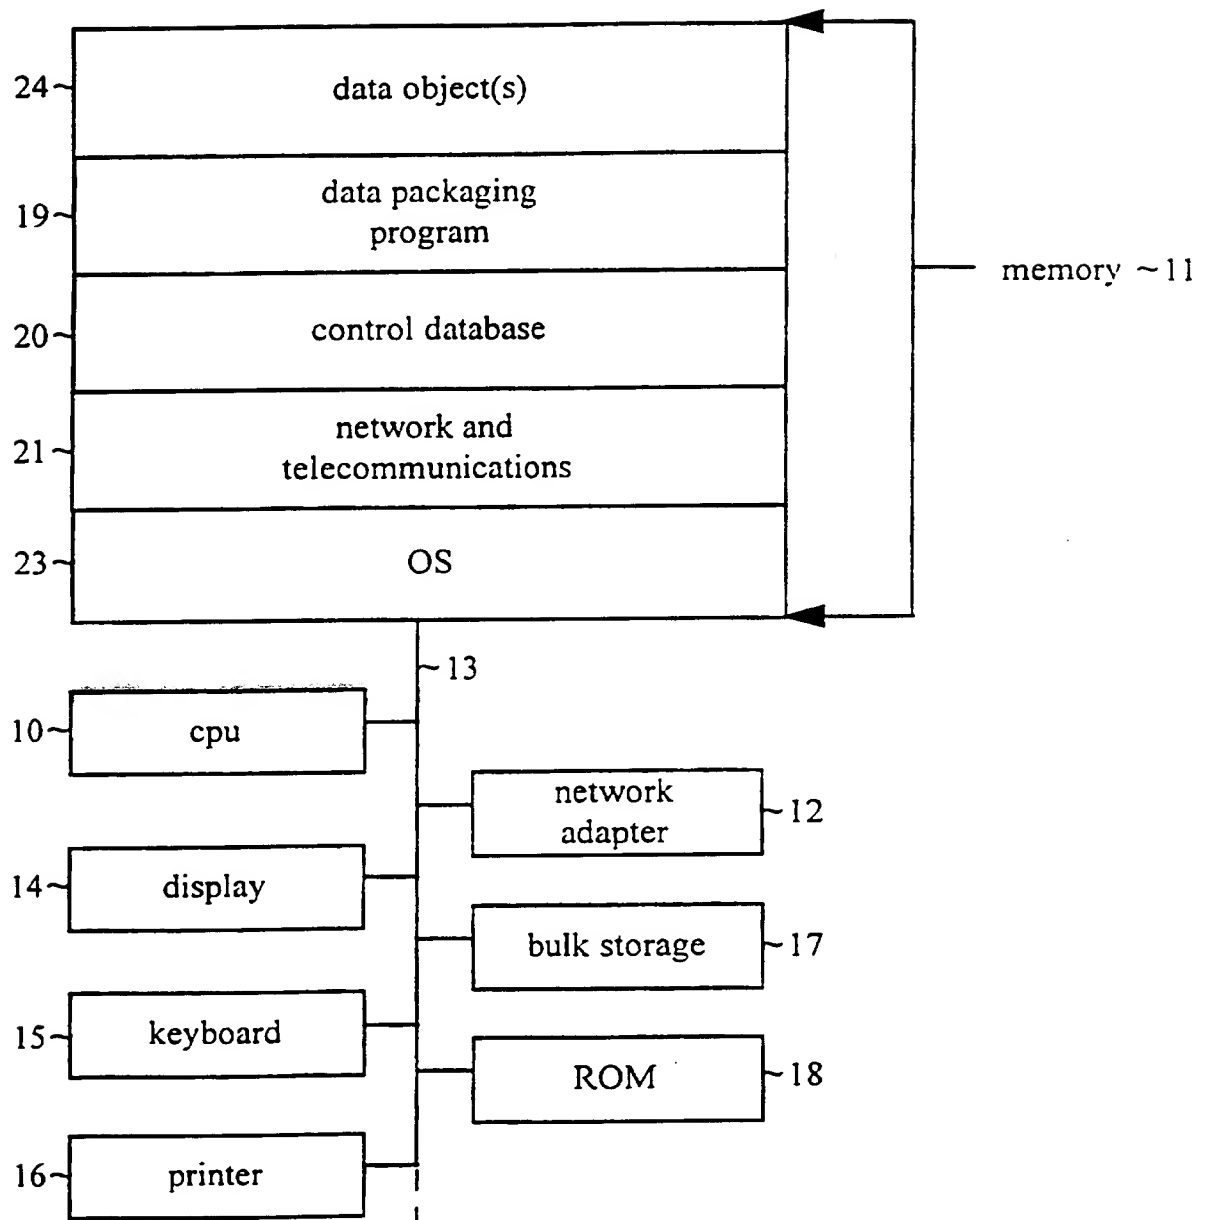 24~
data object(s)
19~
data packaging
program
memory ~11
20~
control database
21~
network and
telecommunications
23~
OS
~13
10~
cpu
network
adapter
~12
14~
display
bulk storage
~17
15~
keyboard
ROM
~18
16~
printer